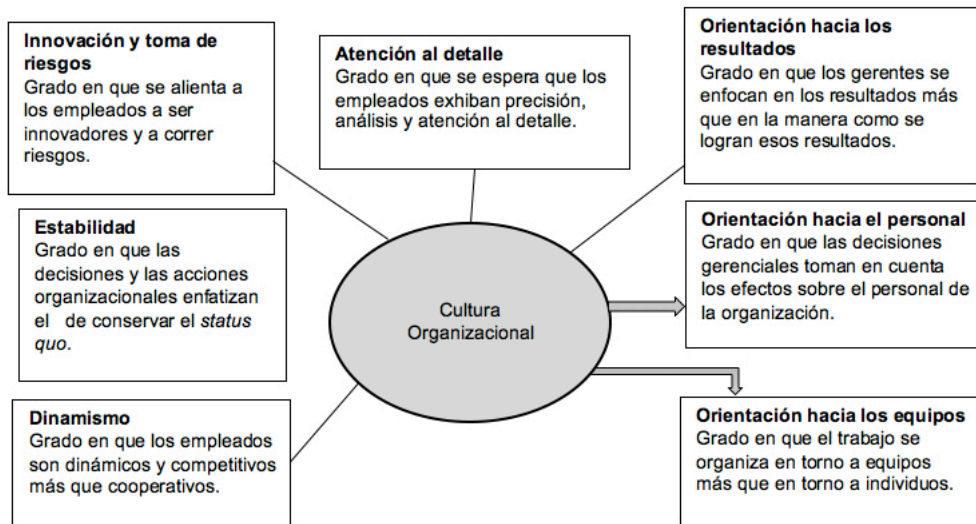 Innovación y toma de
riesgos
Grado en que se alienta a
los empleados a ser
innovadores y a correr
riesgos.
Atención al detalle
Grado en que se espera que los
empleados exhiban precisión,
análisis y atención al detalle.
Orientación hacia los
resultados
Grado en que los gerentes se
enfocan en los resultados más
que en la manera como se
logran esos resultados.
Estabilidad
Grado en que las
decisiones y las acciones
organizacionales enfatizan
el de conservar el status
quo.
Cultura
Organizacional
Orientación hacia el personal
Grado en que las decisiones
gerenciales toman en cuenta
los efectos sobre el personal de
la organización.
Dinamismo
Grado en que los empleados
son dinámicos y competitivos
más que cooperativos.
Orientación hacia los equipos
Grado en que el trabajo se
organiza en torno a equipos
más que en torno a individuos.